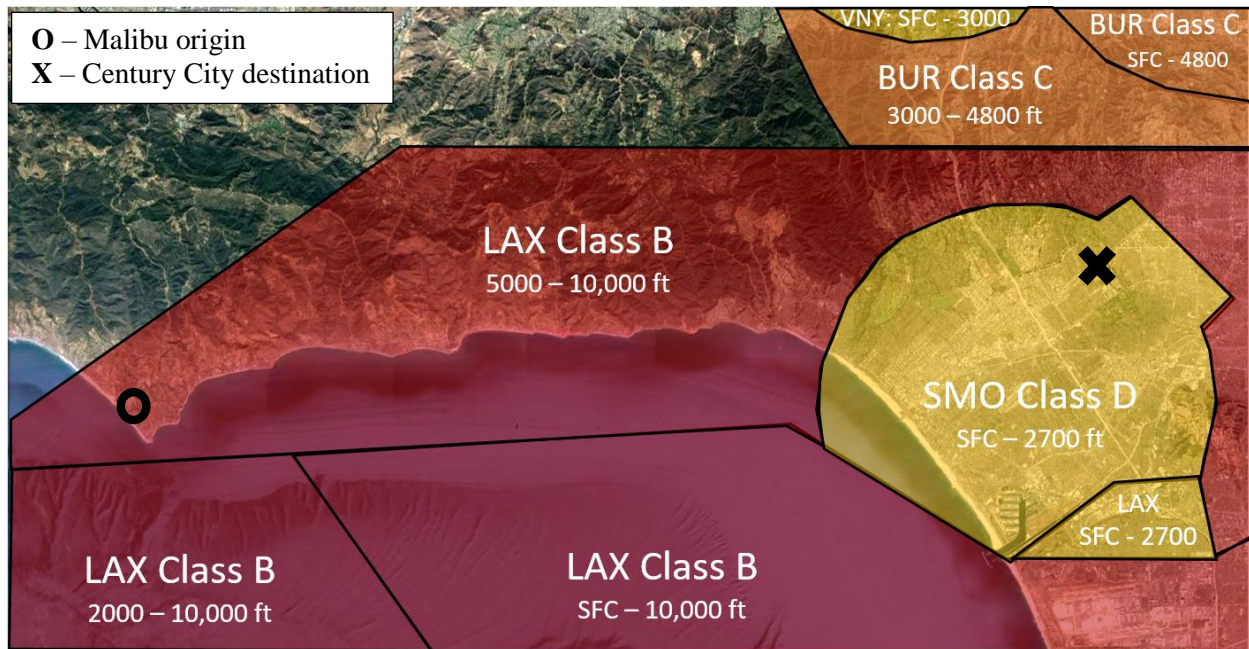 O – Malibu origin
X – Century City destination
VNY: SFC - 3000
BUR Class C
SFC - 4800
BUR Class C
3000 – 4800 ft
LAX Class B
5000 – 10,000 ft
SMO Class D
SFC – 2700 ft
LAX
SFC - 2700
LAX Class B
2000 – 10,000 ft
LAX Class B
SFC – 10,000 ft